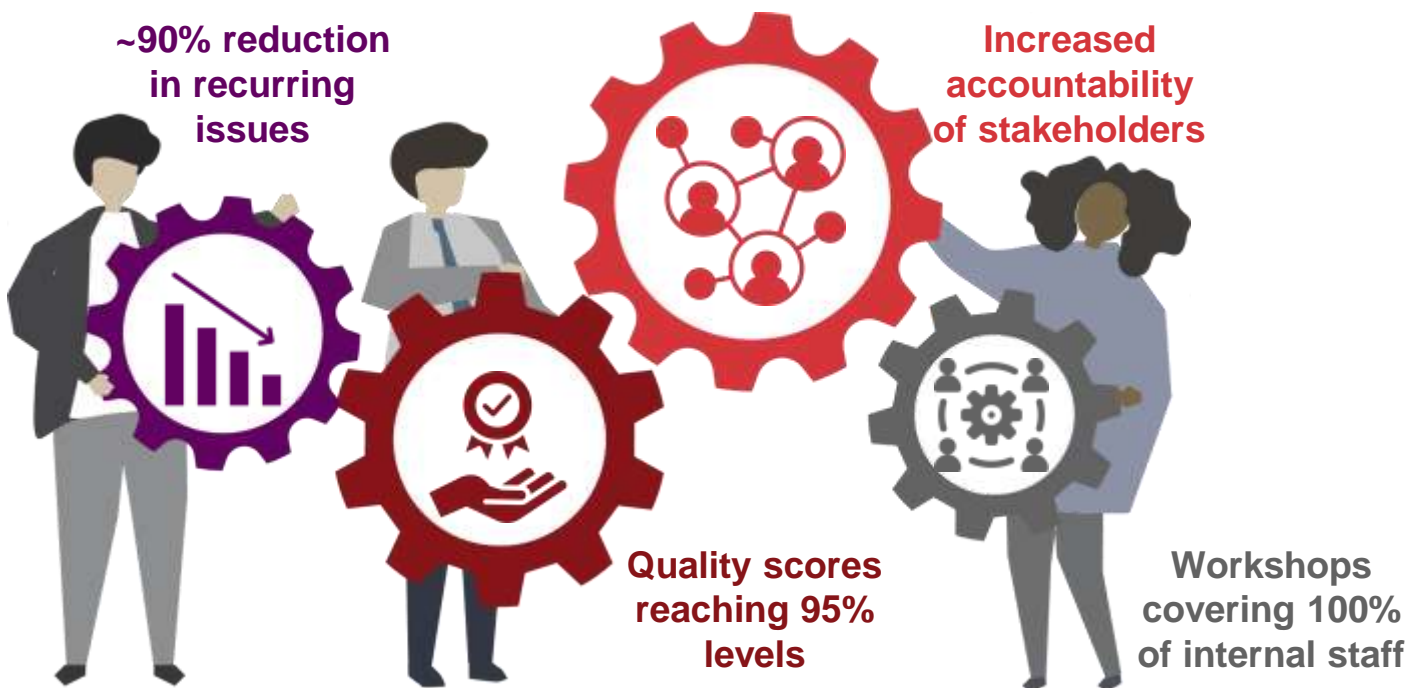 ~90% reduction
in recurring
issues
Increased
accountability
of stakeholders
Quality scores
reaching 95%
levels
Workshops
covering 100%
of internal staff